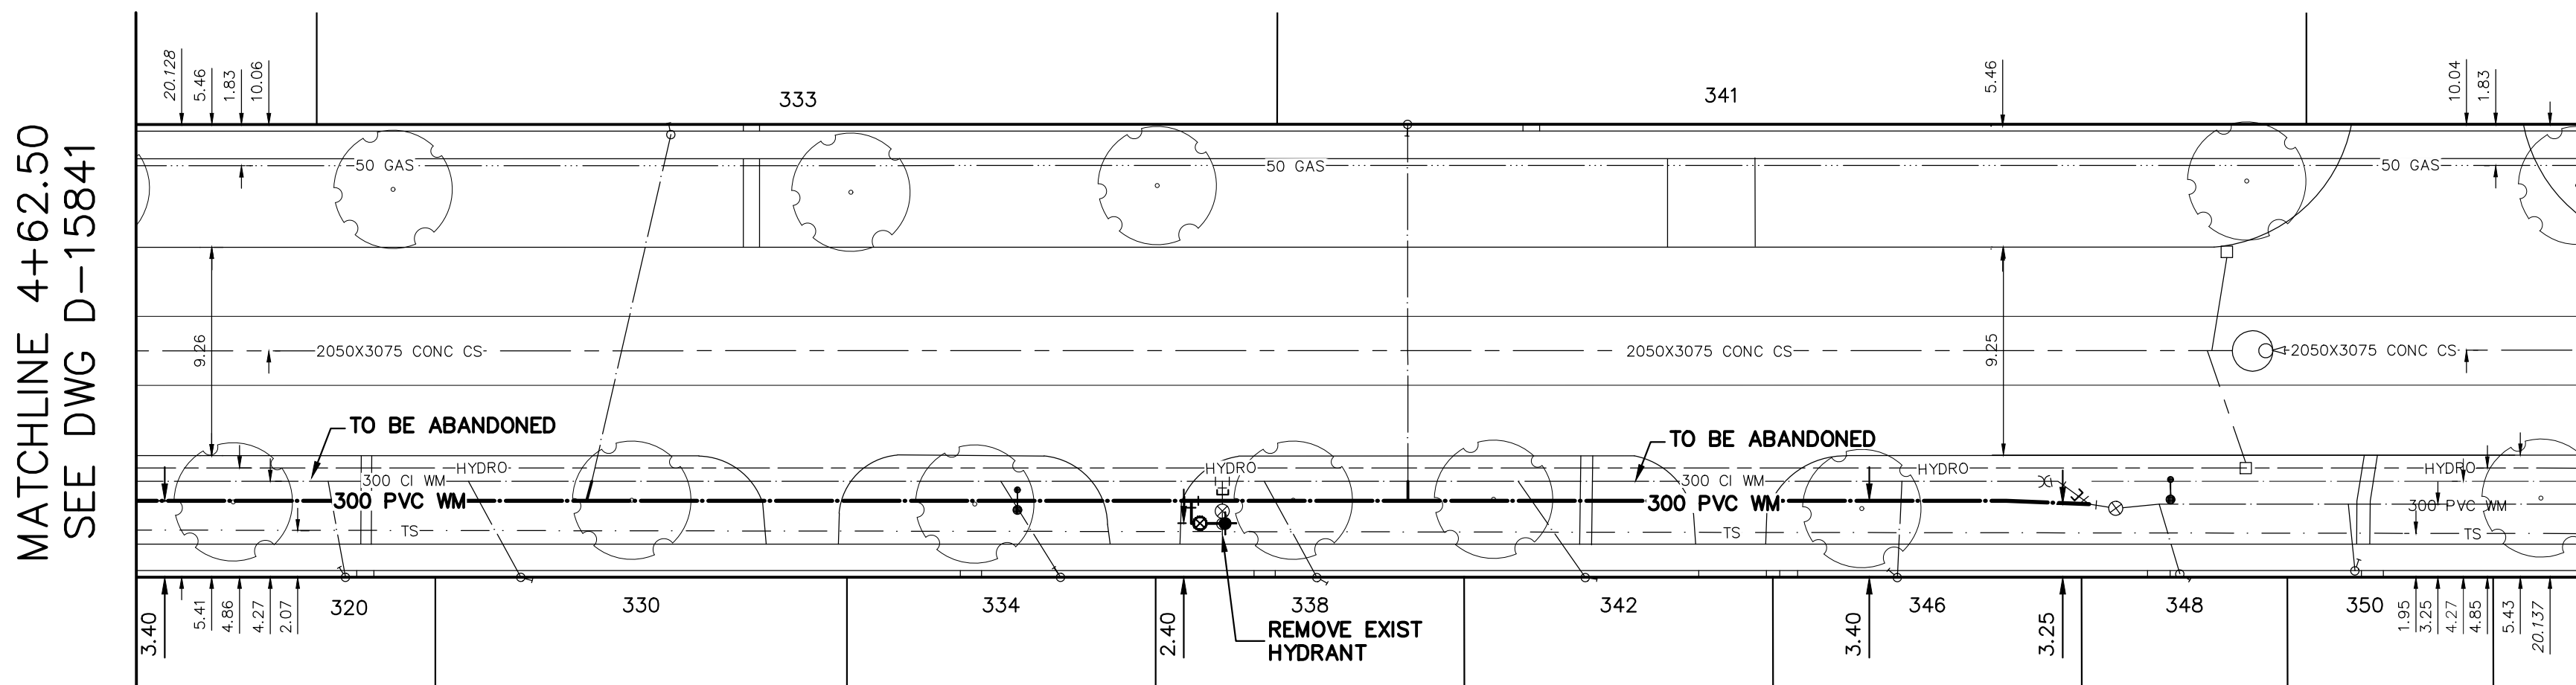 MATCHLINE 4+62.50
SEE DWG D-15841
20.128
5.46
1.83
10.06
333
341
5.46
10.04
1.83
50 GAS
50 GAS
50 GAS
9.26
2050X3075 CONC CS
2050X3075 CONC CS
9.25
2050X3075 CONC CS
TO BE ABANDONED
TO BE ABANDONED
HYDRO
HYDRO
HYDRO
HYDRO
300 CI WM
300 CI WM
300 PVC WM
300 PVC WM
300 PVC WM
TS
TS
TS
3.40
5.41
4.86
4.27
2.07
320
330
334
2.40
338
342
3.40
346
3.25
348
350
1.95
3.25
4.27
4.85
5.43
20.137
REMOVE EXIST
HYDRANT